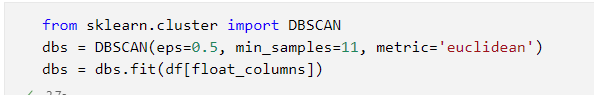 from sklearn.cluster import DBSCAN
dbs = DBSCAN(eps=0.5, min_samples=11, metric='euclidean')
dbs = dbs.fit(df[float_columns])